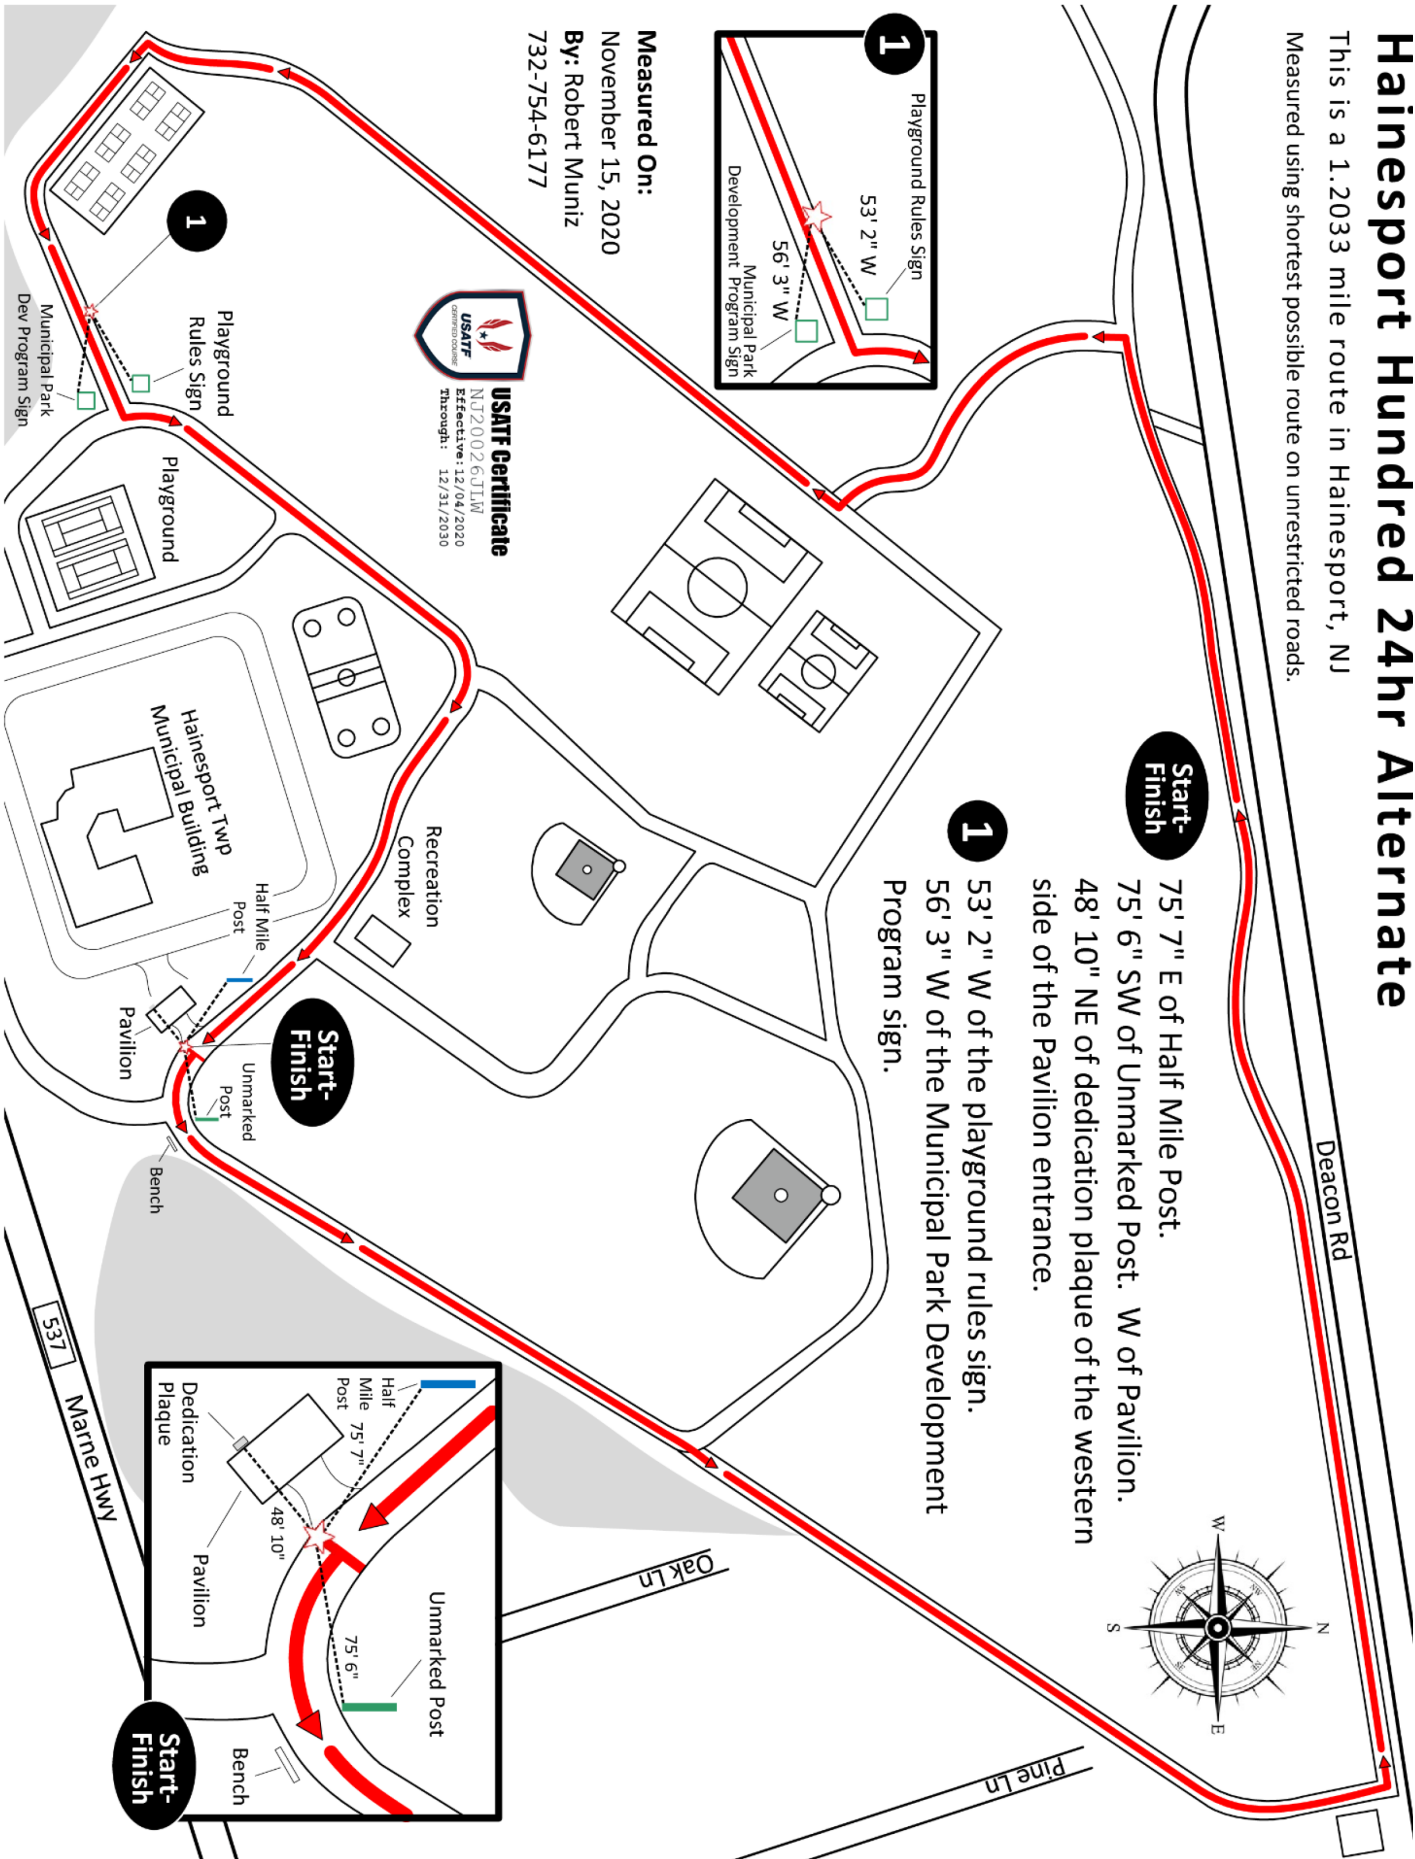 Hainesport Hundred 24hr Alternate
This is a 1.2033 mile route in Hainesport, NJ
Measured using shortest possible route on unrestricted roads.
Deacon Rd
Start-
Finish
75' 7" E of Half Mile Post.
75' 6" SW of Unmarked Post. W of Pavilion.
48' 10" NE of dedication plaque of the western
side of the Pavilion entrance.
1
53' 2" W of the playground rules sign.
56' 3" W of the Municipal Park Development
Program sign.
N
NW
NE
W
E
SW
SE
S
1
Playground Rules Sign
53' 2" W
56' 3" W
Municipal Park
Development Program Sign
Measured On:
November 15, 2020
By: Robert Muniz
732-754-6177
USATF
CERTIFIED COURSE
USATF Certificate
NJ20026JLW
Effective: 12/04/2020
Through: 12/31/2030
Pine Ln
Oak Ln
Recreation
Complex
1
Playground
Rules Sign
Municipal Park
Dev Program Sign
Playground
Hainesport Twp
Municipal Building
Half Mile
Post
Start-
Finish
Unmarked
Post
Pavilion
Bench
537
Marne Hwy
Unmarked Post
Half
Mile
Post
75' 7"
75' 6"
48' 10"
Dedication
Plaque
Pavilion
Bench
Start-
Finish